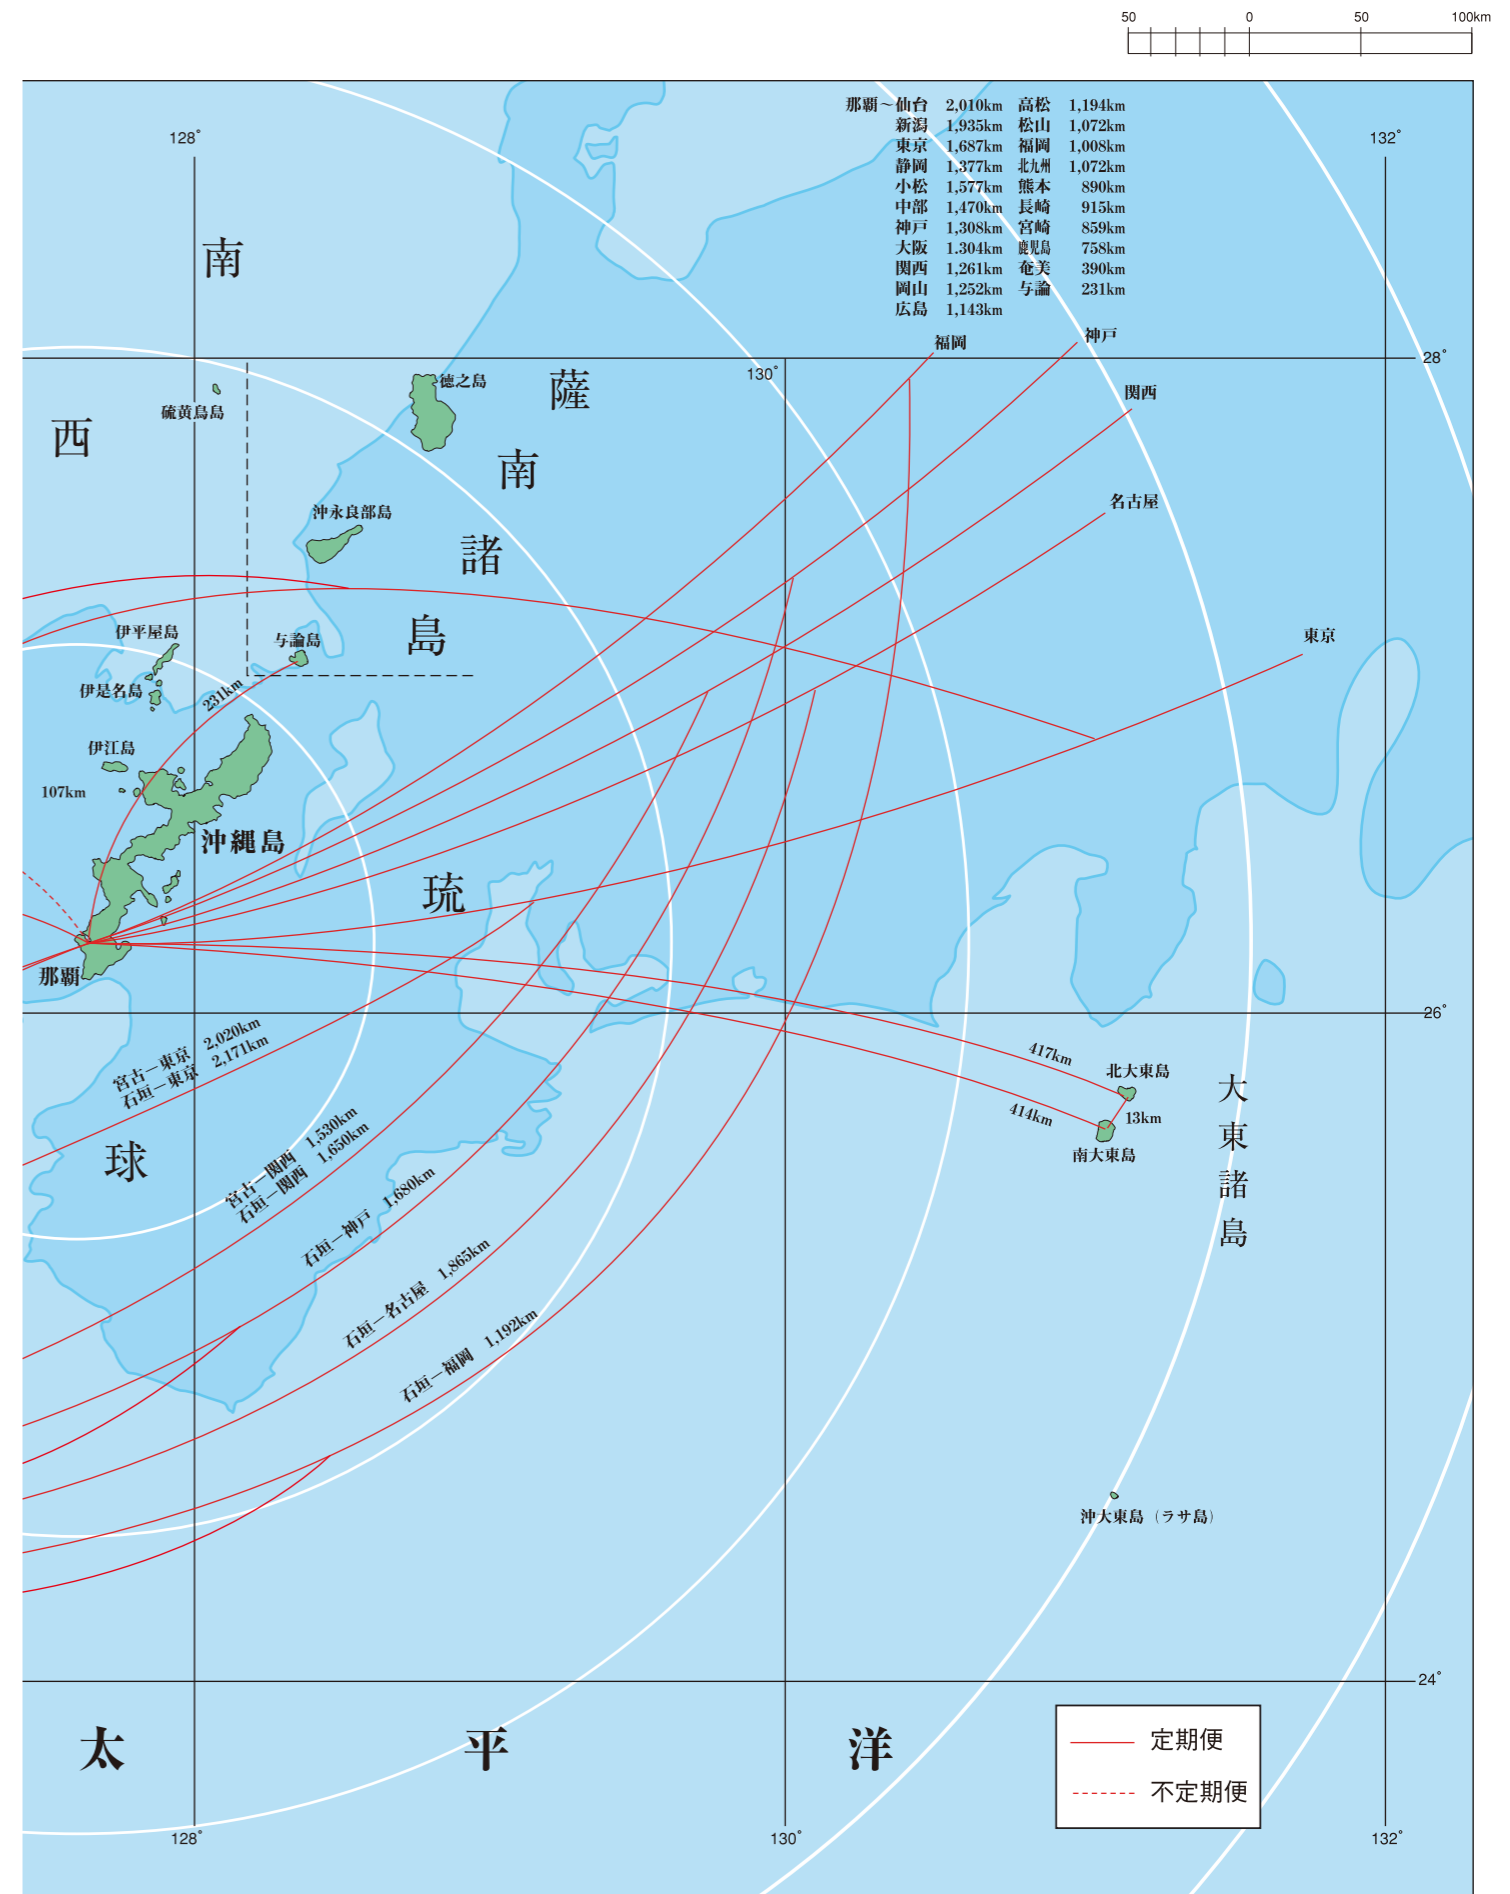 50 0 50 100km
那覇～仙台 2,010km 高松 1,194km
新潟 1,935km 松山 1,072km
東京 1,687km 福岡 1,008km
静岡 1,377km 北九州 1,072km
小松 1,577km 熊本 890km
中部 1,470km 長崎 915km
神戸 1,308km 宮崎 859km
大阪 1.304km 鹿児島 758km
関西 1,261km 奄美 390km
岡山 1,252km 与論 231km
広島 1,143km
128°
132°
南
西
福岡
神戸
28°
130°
関西
硫黄鳥島
徳之島
薩
南
諸
島
名古屋
沖永良部島
東京
伊平屋島
与論島
伊是名島
231km
伊江島
107km
沖縄島
琉
球
那覇
26°
宮古ー東京 2,020km
石垣ー東京 2,171km
417km
北大東島
414km
13km
南大東島
大
東
諸
島
宮古ー関西 1,530km
石垣ー関西 1,650km
石垣ー神戸 1,680km
石垣ー名古屋 1,865km
石垣ー福岡 1,192km
沖大東島（ラサ島）
24°
太 平 洋
定期便
不定期便
128° 130° 132°